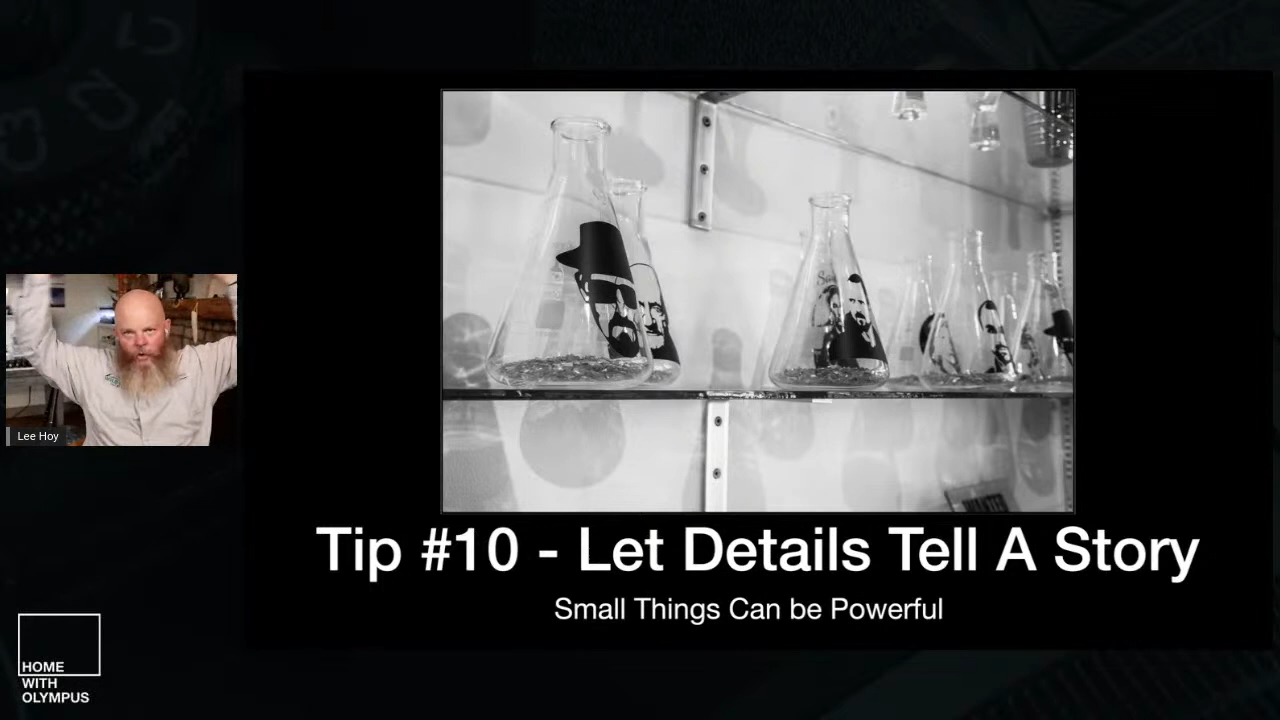 Tip #10 - Let Details Tell A Story
Small Things Can be Powerful
Lee Hoy
HOME
WITH
OLYMPUS